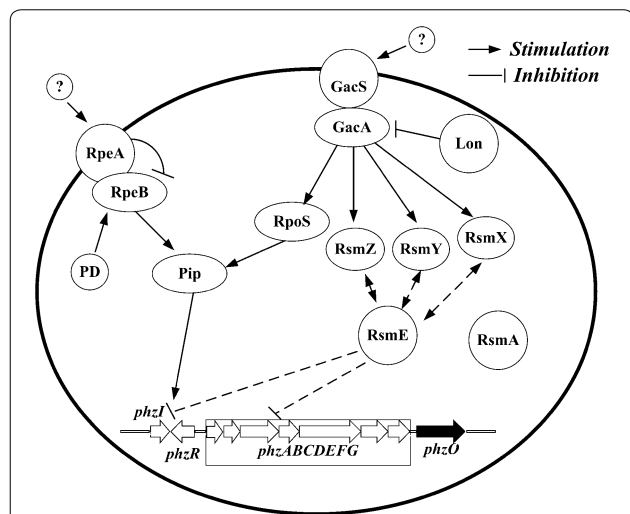 ?
Stimulation
GacS
Inhibition
?
GacA
RpeA
Lon
RpeB
RpoS
RsmX
RsmZ
RsmY
PD
Pip
RsmE
RsmA
phzI
phzR
phzABCDEFG
phzO